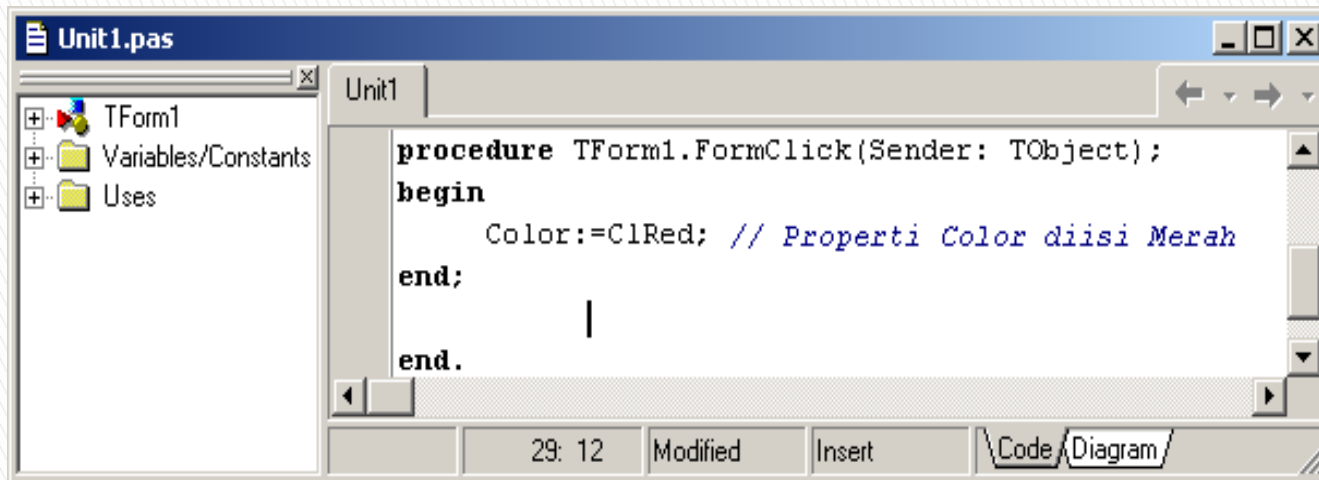 Unit1.pas
TForm1
Variables/Constants
Uses
Unit1
procedure TForm1.FormClick(Sender: TObject);
begin
Color:=ClRed; // Properti Color diisi Merah
end;
end.
29: 12 Modified Insert Code Diagram